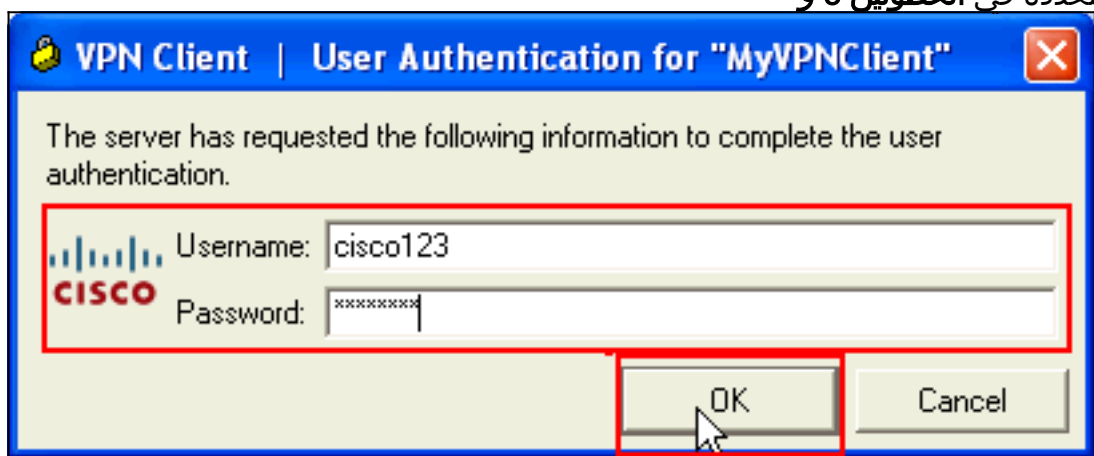 VPN Client | User Authentication for "MyVPNClient"
The server has requested the following information to complete the user
authentication.
Username: cisco123
CISCO
Password: ********
OK
Cancel